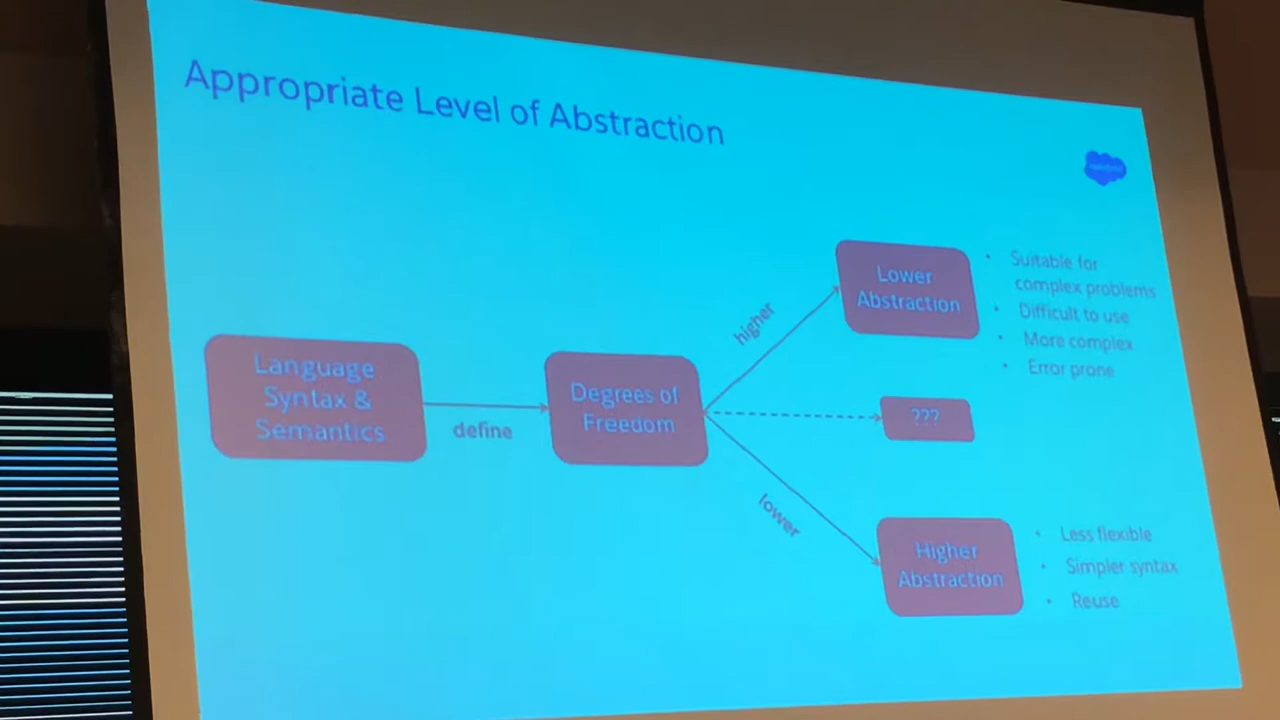 Appropriate Level of Abstraction
Language
Syntax &
Semantics
define
Degrees of
Freedom
higher
lower
Lower
Abstraction
• Suitable for
complex problems
• Difficult to use
• More complex
• Error prone
???
Higher
Abstraction
• Less flexible
• Simpler syntax
• Reuse